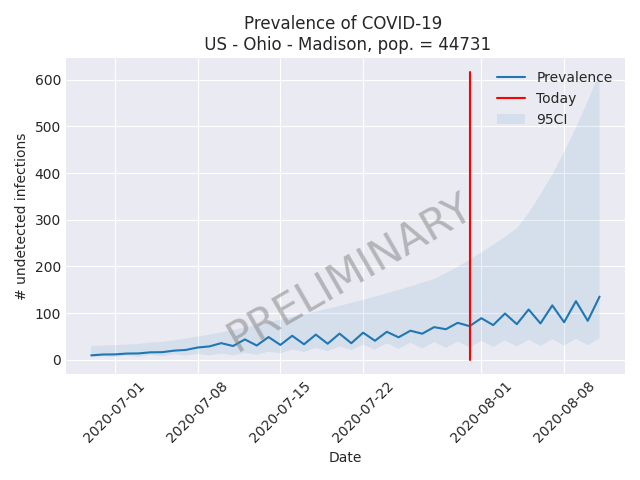 Prevalence of COVID-19
US - Ohio - Madison, pop. = 44731
# undetected infections
600
500
400
300
200
100
0
Prevalence
Today
95CI
PRELIMINARY
2020-07-01
2020-07-08
2020-07-15
2020-07-22
2020-08-01
2020-08-08
Date